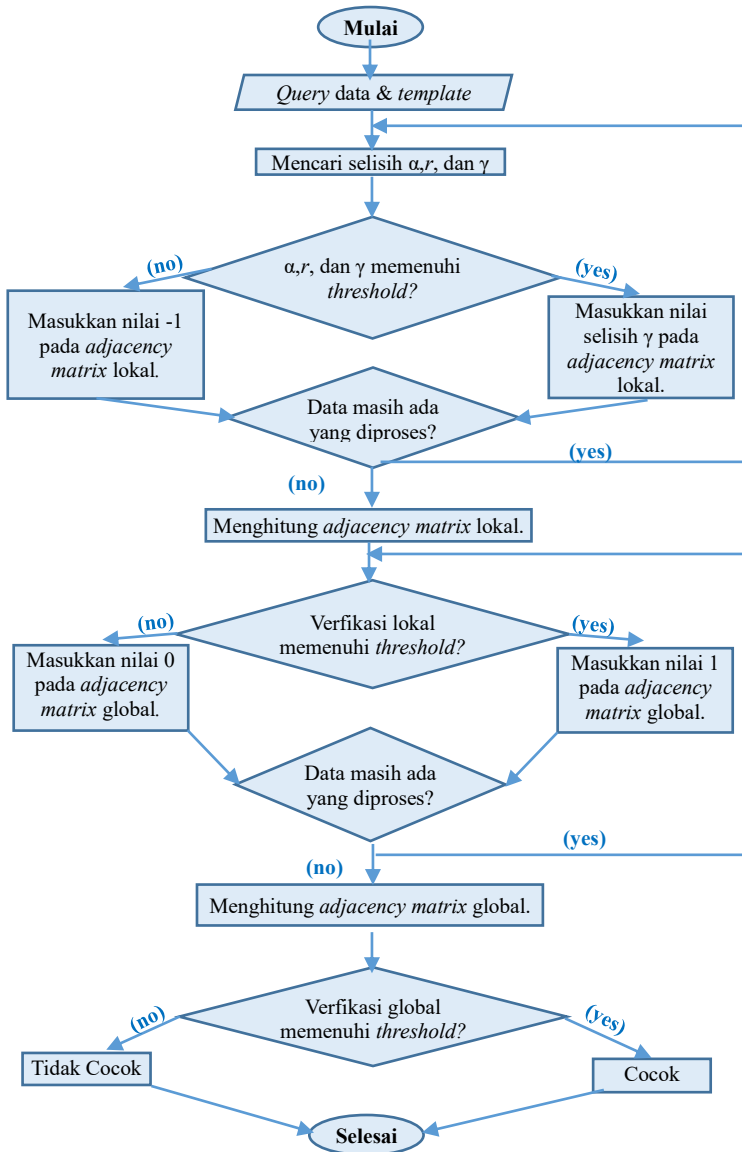 Mulai
Query data & template
Mencari selisih α,r, dan γ
(no)
α,r, dan γ memenuhi
threshold?
(yes)
Masukkan nilai -1
pada adjacency
matrix lokal.
Masukkan nilai
selisih γ pada
adjacency matrix
lokal.
Data masih ada
yang diproses?
(yes)
(no)
Menghitung adjacency matrix lokal.
(no)
Verfikasi lokal
memenuhi threshold?
(yes)
Masukkan nilai 0
pada adjacency
matrix global.
Masukkan nilai 1
pada adjacency
matrix global.
Data masih ada
yang diproses?
(yes)
(no)
Menghitung adjacency matrix global.
(no)
Verfikasi global
memenuhi threshold?
(yes)
Tidak Cocok
Cocok
Selesai